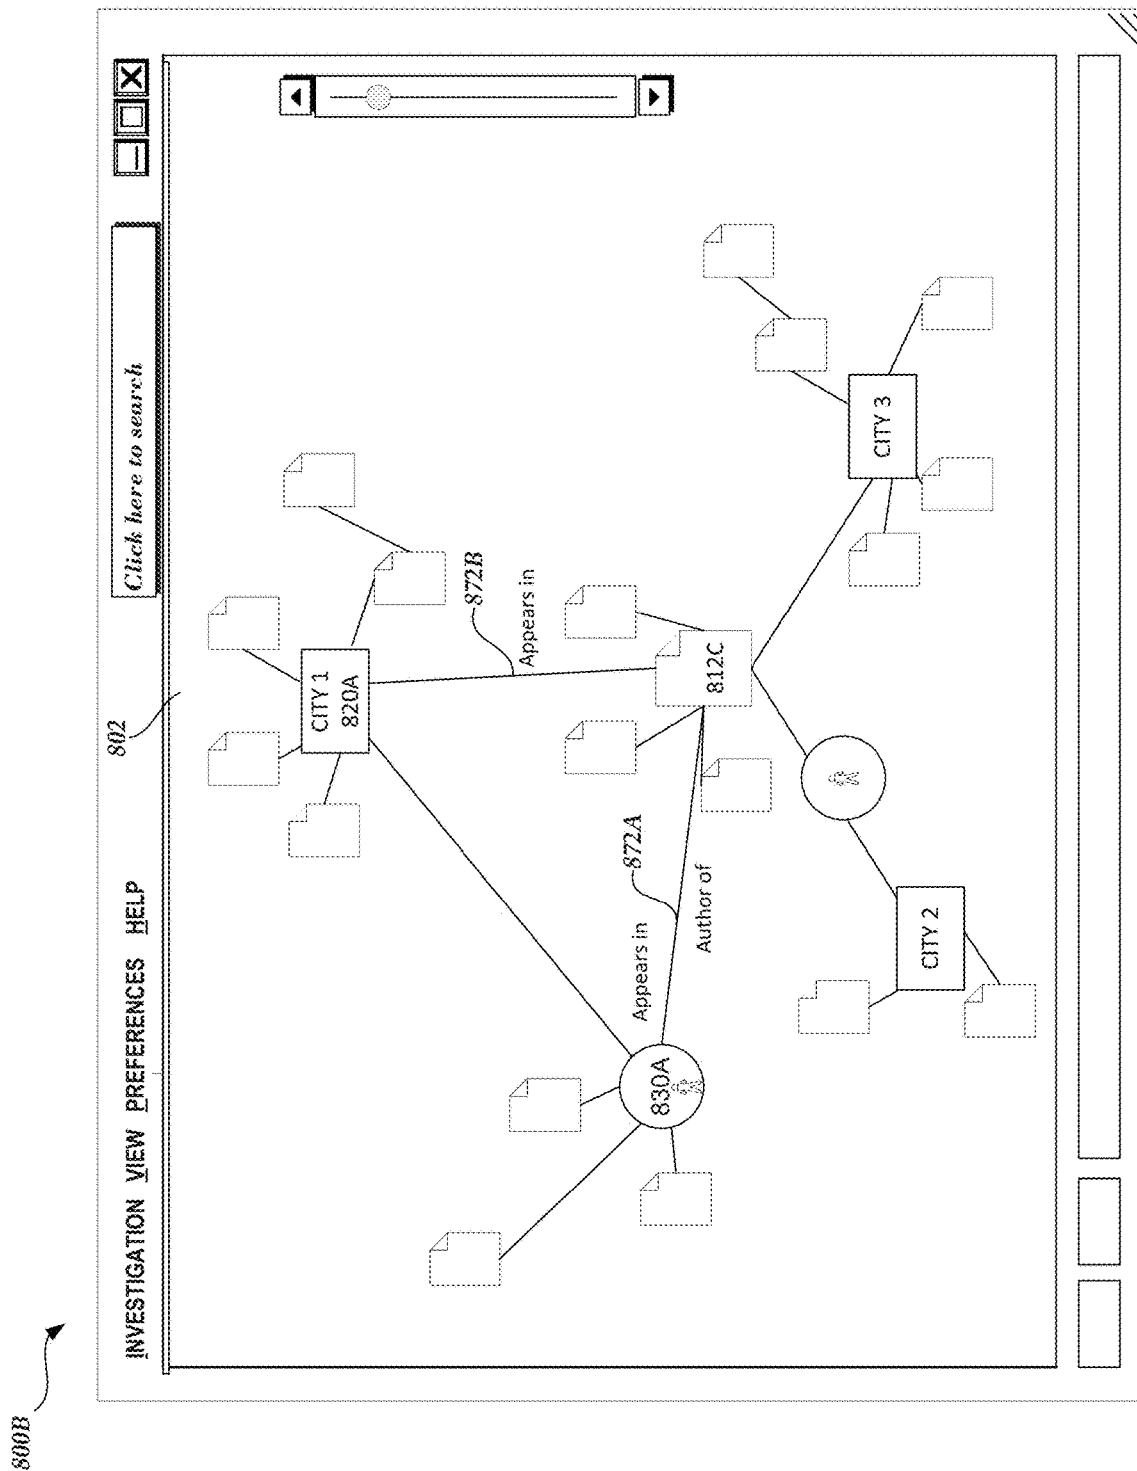 800B
INVESTIGATION VIEW PREFERENCES HELP
Click here to search
802
CITY 1
820A
872B
Appears in
872A
Appears in
Author of
830A
812C
CITY 2
CITY 3